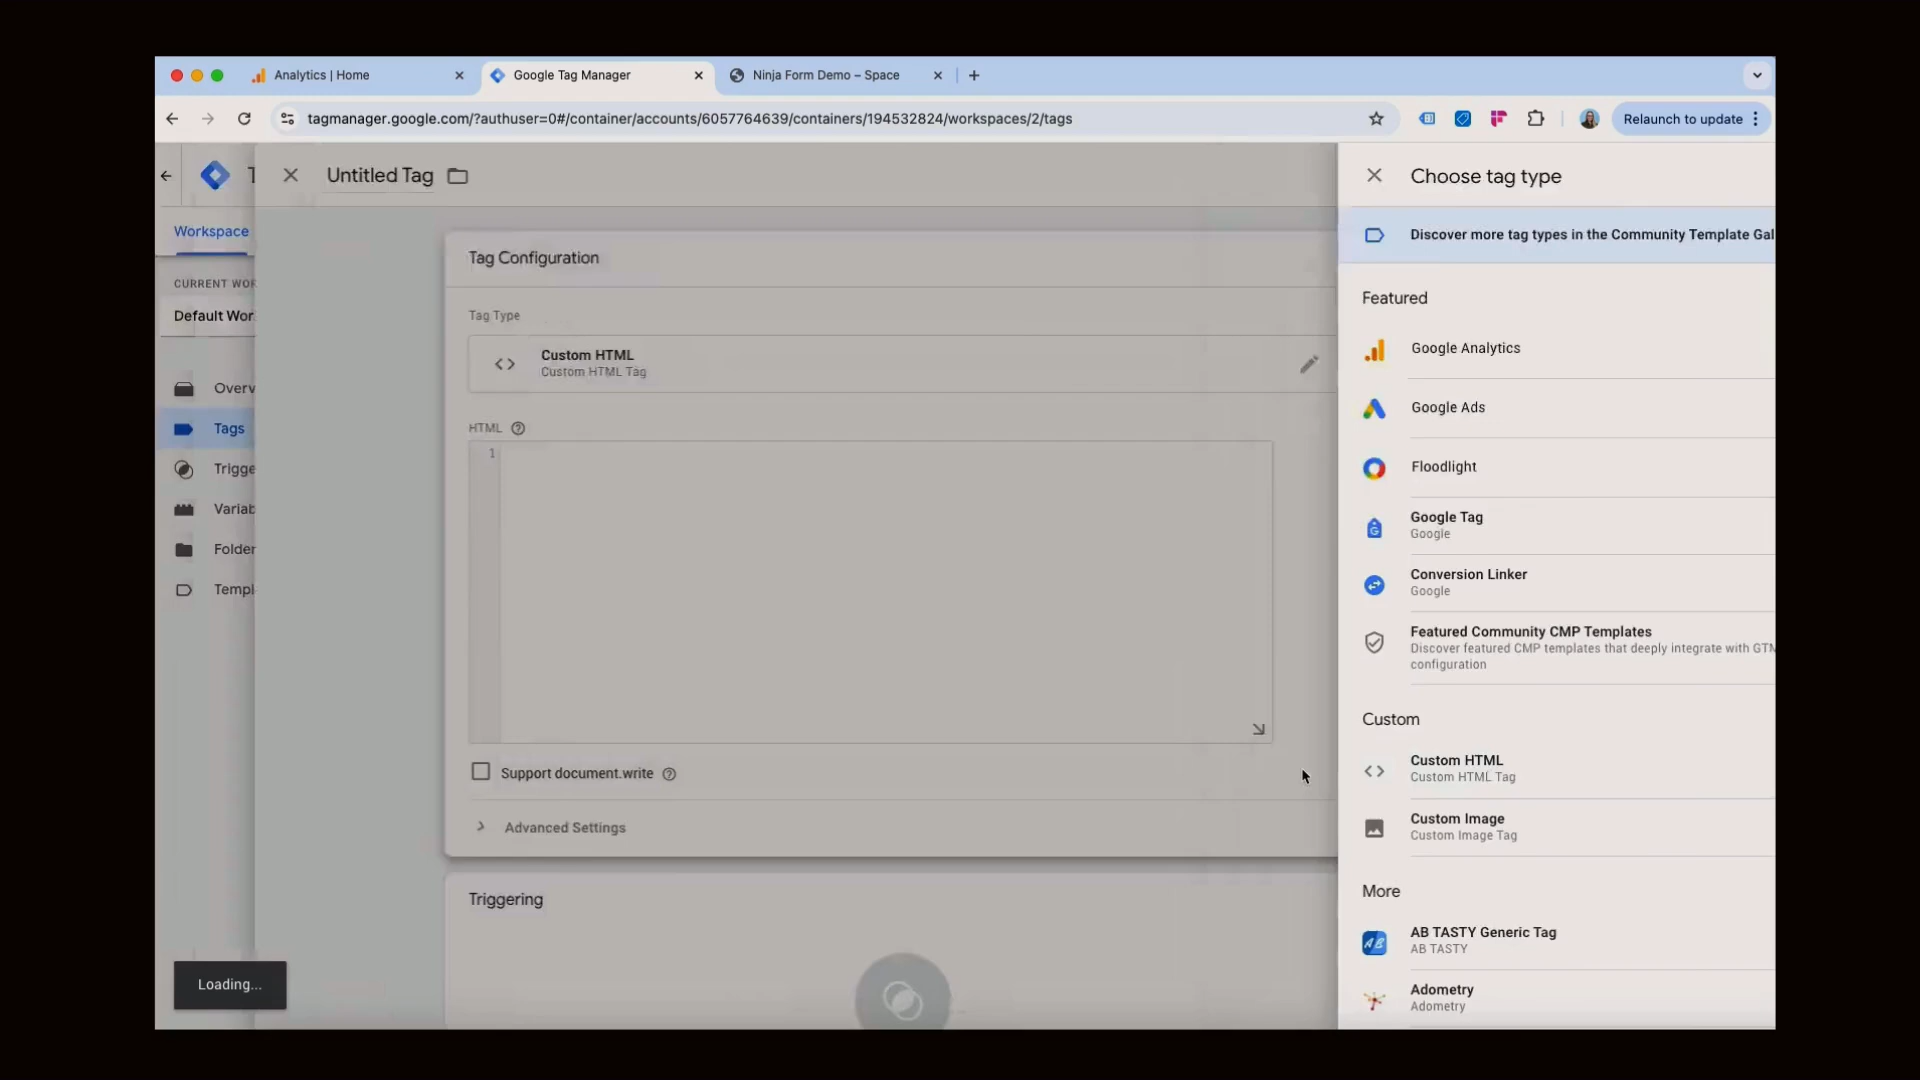 Analytics | Home
Google Tag Manager
Ninja Form Demo – Space
tagmanager.google.com/?authuser=0#/container/accounts/6057764639/containers/194532824/workspaces/2/tags
Relaunch to update
Untitled Tag
Choose tag type
Workspace
Discover more tag types in the Community Template Gal
Tag Configuration
CURRENT WOR
Default Wor
Featured
Tag Type
Custom HTML
Custom HTML Tag
Google Analytics
Overv
Google Ads
Tags
HTML
1
Trigge
Floodlight
Variab
Google Tag
Google
Folder
Conversion Linker
Google
Templ
Featured Community CMP Templates
Discover featured CMP templates that deeply integrate with GTM
configuration
Custom
Custom HTML
Custom HTML Tag
Support document.write
Custom Image
Custom Image Tag
Advanced Settings
Triggering
More
AB TASTY Generic Tag
AB TASTY
Loading...
Adometry
Adometry